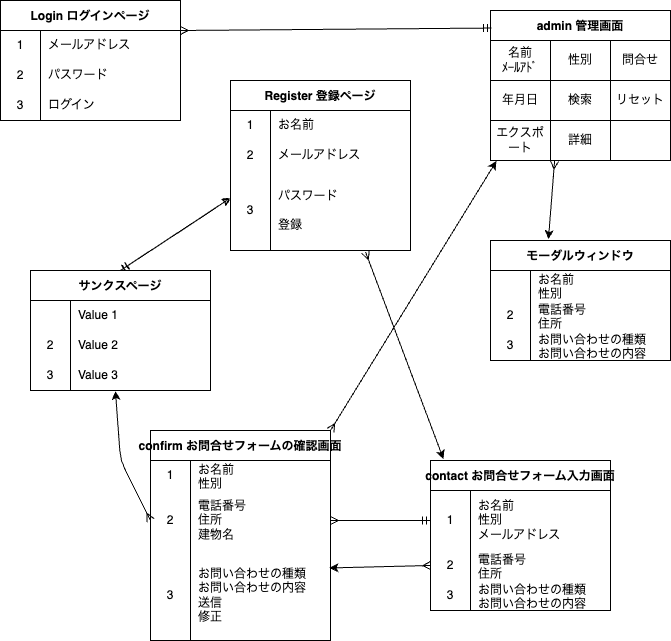 Login ログインページ
1 メールアドレス
2 パスワード
3 ログイン
admin 管理画面
名前
ﾒｰﾙｱﾄﾞ
性別
問合せ
年月日
検索
リセット
エクスポ
ート
詳細
Register 登録ページ
1 お名前
2 メールアドレス
パスワード
3
登録
モーダルウィンドウ
お名前
性別
2 電話番号
住所
3 お問い合わせの種類
お問い合わせの内容
サンクスページ
Value 1
2 Value 2
3 Value 3
confirm お問合せフォームの確認画面
1 お名前
性別
電話番号
2 住所
建物名
お問い合わせの種類
お問い合わせの内容
3 送信
修正
contact お問合せフォーム入力画面
お名前
1 性別
メールアドレス
2 電話番号
住所
3 お問い合わせの種類
お問い合わせの内容